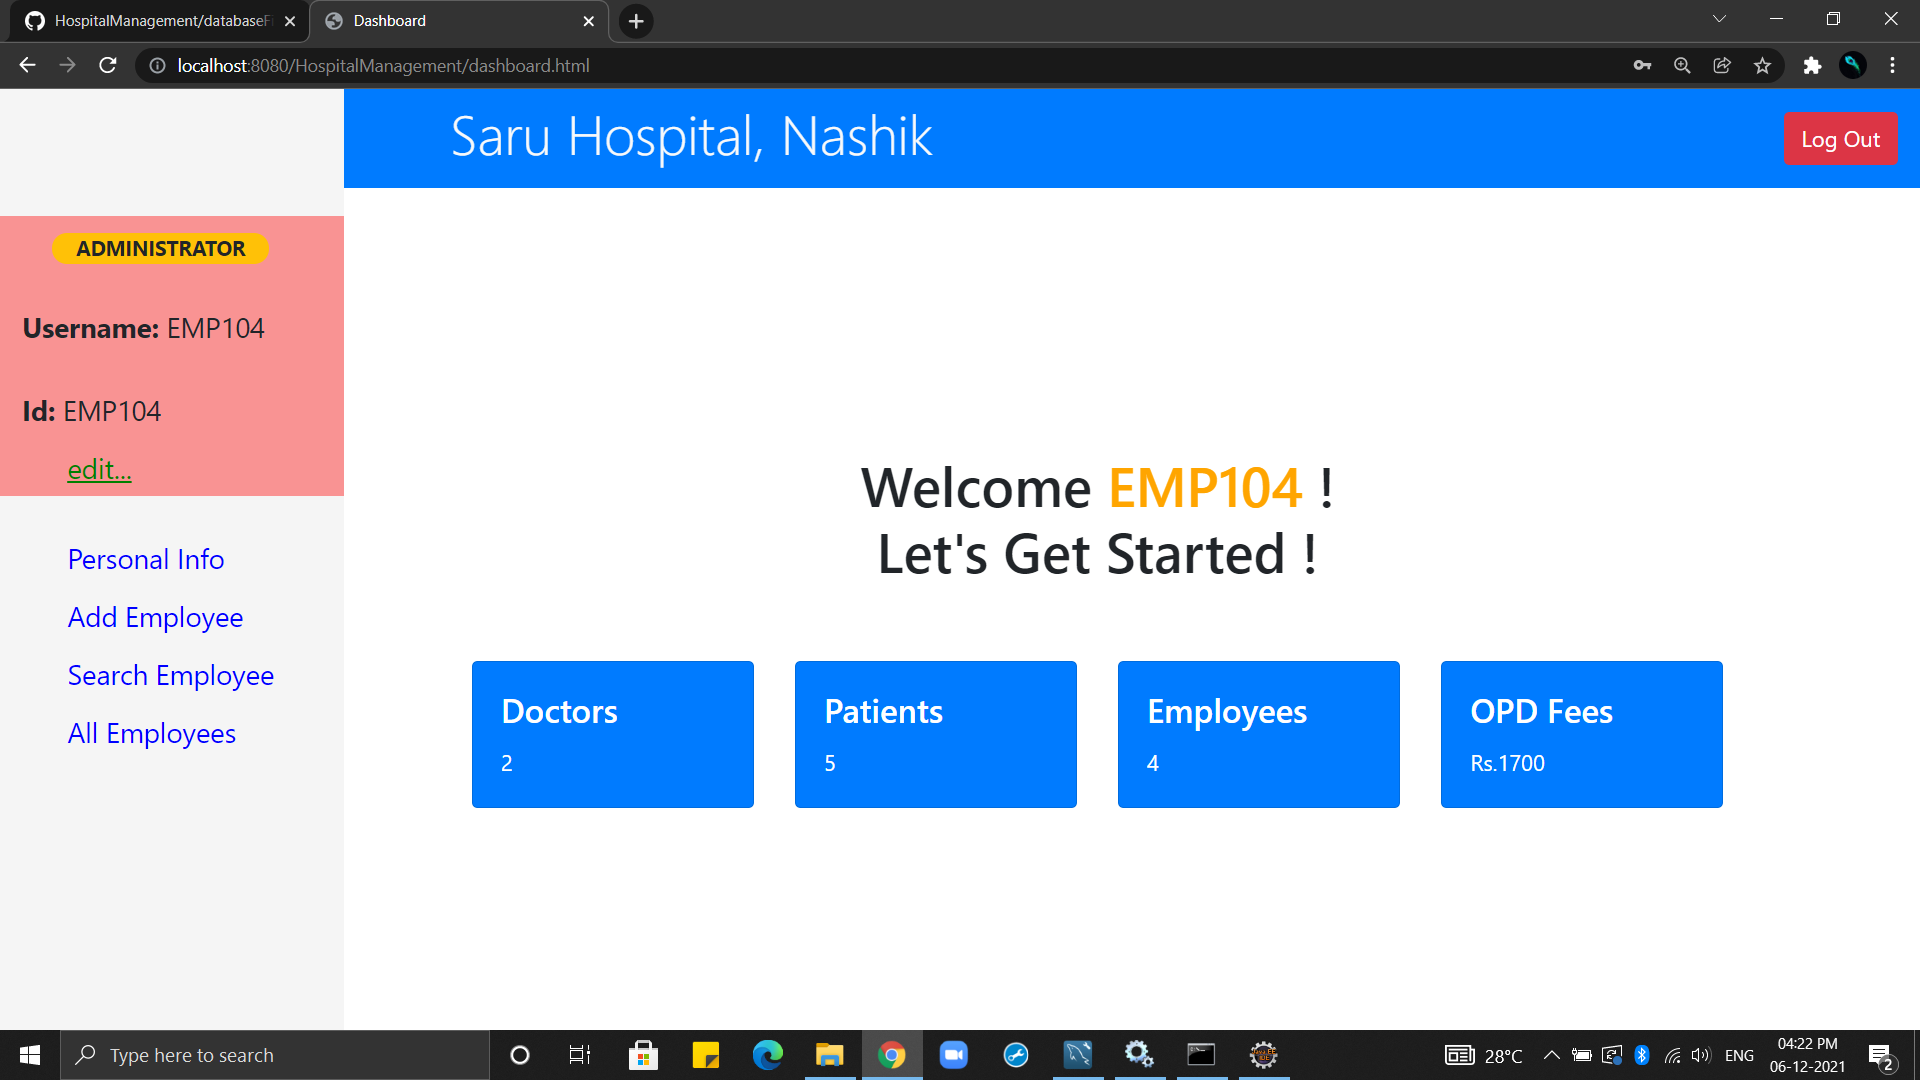 HospitalManagement/databaseFi
Dashboard
localhost:8080/HospitalManagement/dashboard.html
Saru Hospital, Nashik
Log Out
ADMINISTRATOR
Username: EMP104
Id: EMP104
edit...
Personal Info
Add Employee
Search Employee
All Employees
Welcome EMP104 !
Let's Get Started !
Doctors
2
Patients
5
Employees
4
OPD Fees
Rs.1700
Type here to search
28°C
ENG
04:22 PM
06-12-2021
2